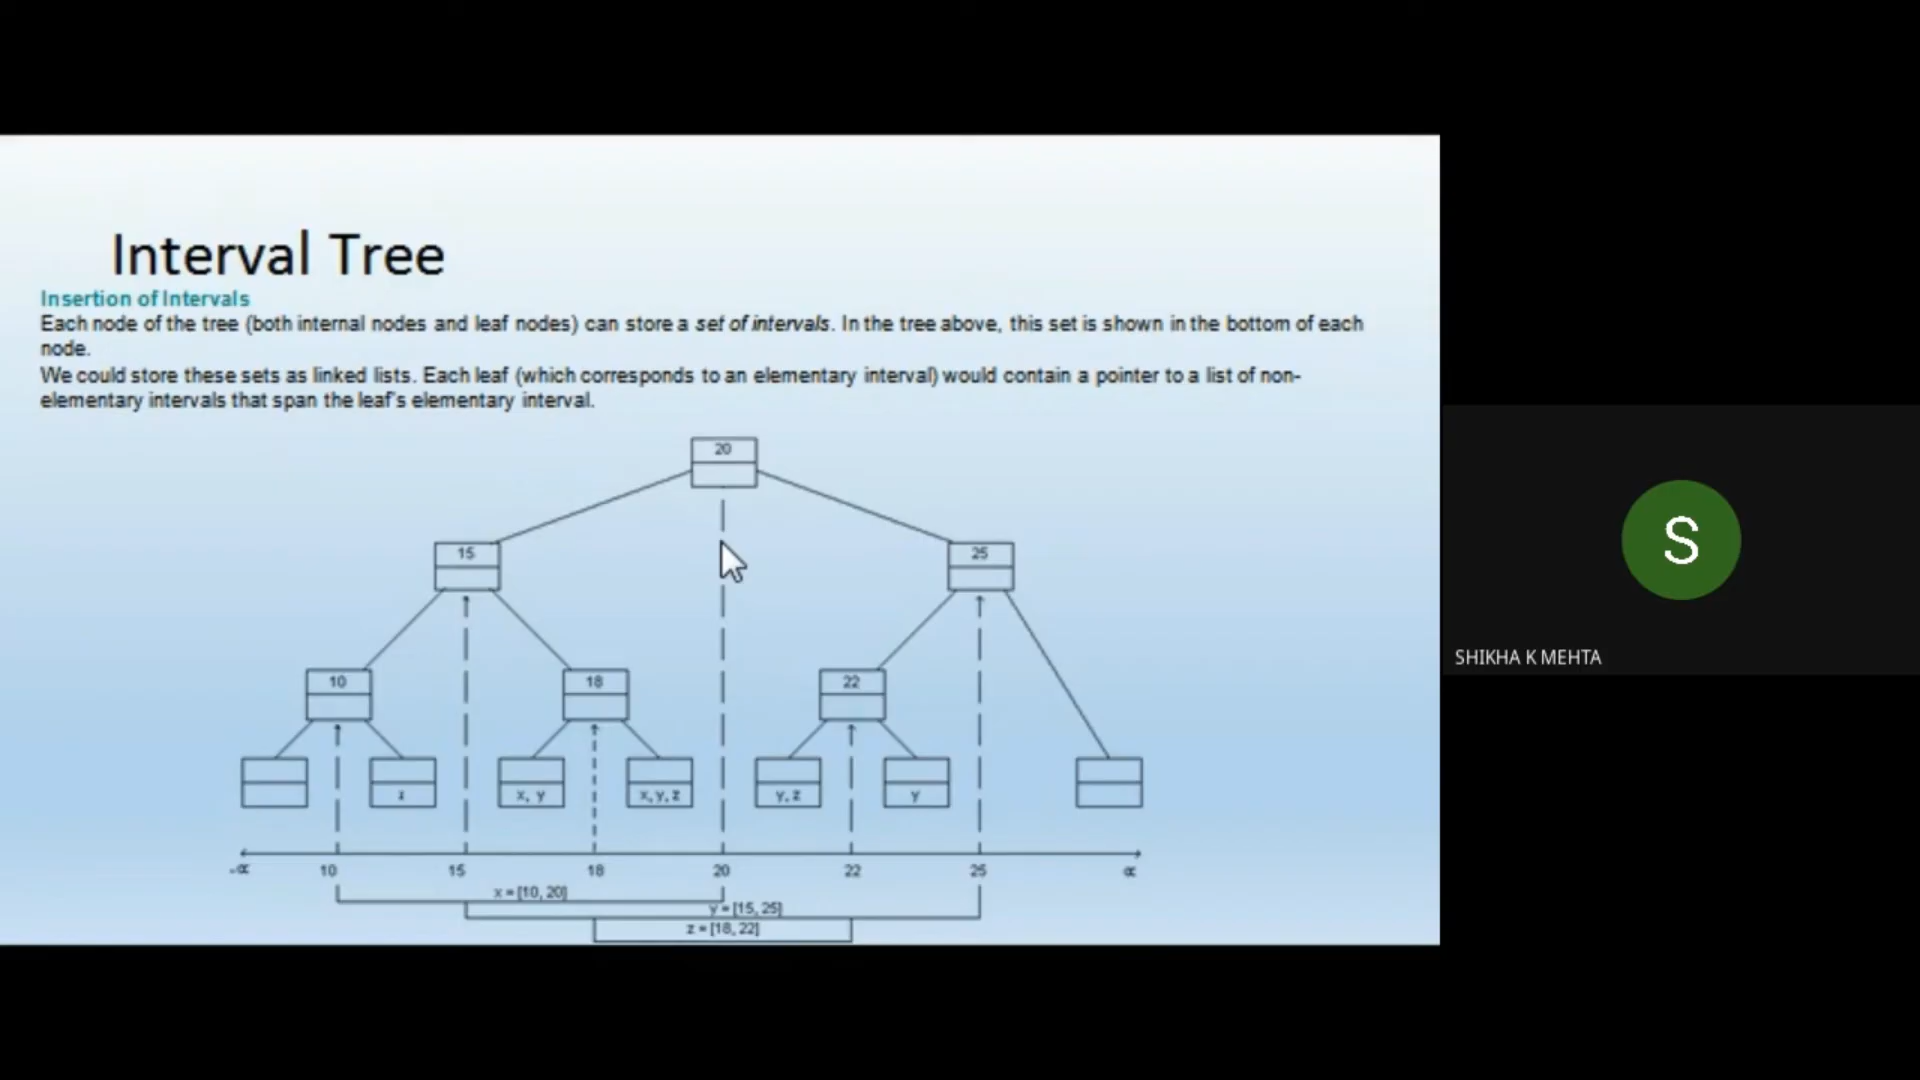 Interval Tree
Insertion of Intervals
Each node of the tree (both internal nodes and leaf nodes) can store a set of intervals. In the tree above, this set is shown in the bottom of each
node.
We could store these sets as linked lists. Each leaf (which corresponds to an elementary interval) would contain a pointer to a list of non-
elementary intervals that span the leaf's elementary interval.
20
15 25
10 18 22
x, y x, y, z y, z y
-α 10 15 18 20 22 25 α
x = [10, 20]
y = [15, 25]
z = [18, 22]
S
SHIKHA K MEHTA